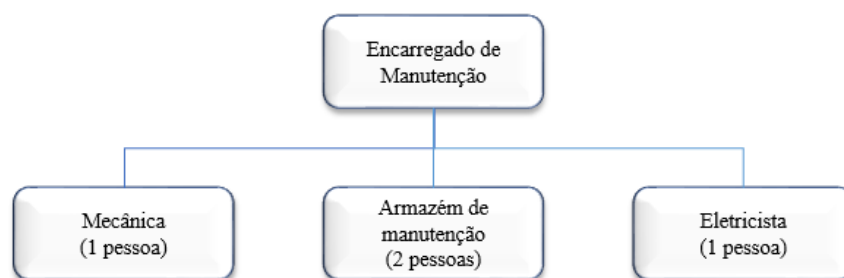 Encarregado de
Manutenção
Mecânica
(1 pessoa)
Armazém de
manutenção
(2 pessoas)
Eletricista
(1 pessoa)